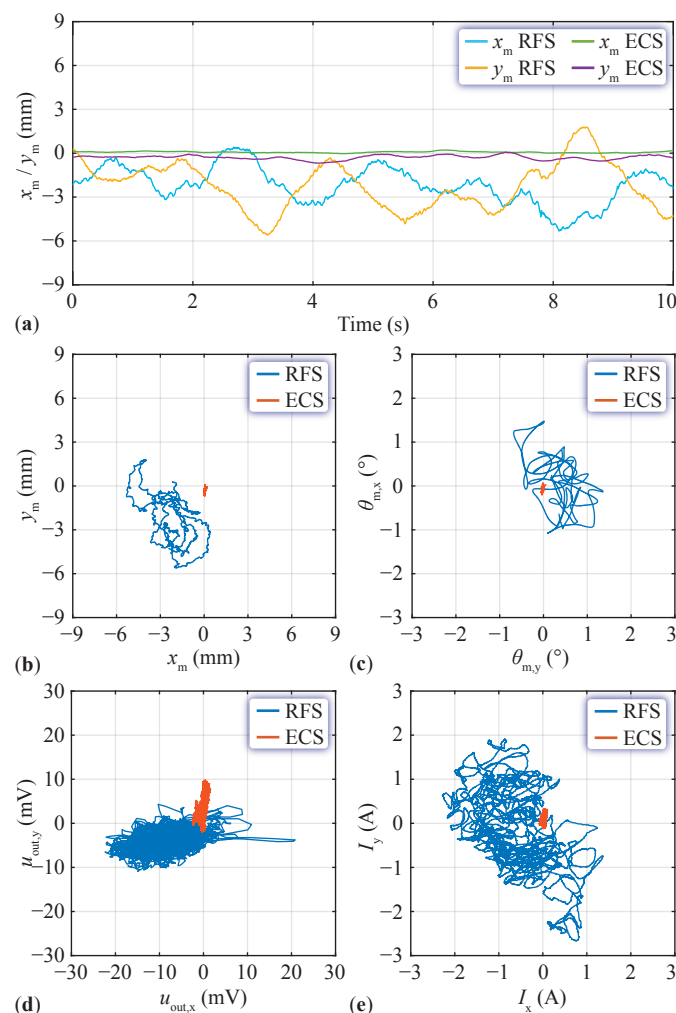 9
6
3
0
−3
−6
−9
x_m / y_m (mm)
x_m RFS x_m ECS
y_m RFS y_m ECS
0 2 4 6 8 10
(a) Time (s)
9
3
−3
−9
y_m (mm)
RFS
ECS
−9 −3 0 3 9
(b) x_m (mm)
3
2
1
0
−1
−2
−3
θ_m,x (°)
RFS
ECS
−3 −2 −1 0 1 2 3
(c) θ_m,y (°)
30
20
10
0
−10
−20
−30
u_out,y (mV)
RFS
ECS
−30 −20 −10 0 10 20 30
(d) u_out,x (mV)
3
2
1
0
−1
−2
−3
I_y (A)
RFS
ECS
−3 −2 −1 0 1 2 3
(e) I_x (A)